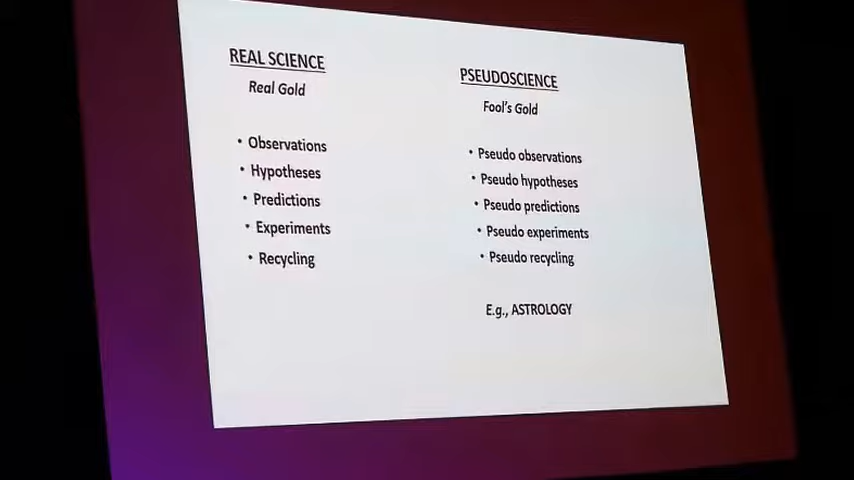 REAL SCIENCE
Real Gold
• Observations
• Hypotheses
• Predictions
• Experiments
• Recycling
PSEUDOSCIENCE
Fool's Gold
• Pseudo observations
• Pseudo hypotheses
• Pseudo predictions
• Pseudo experiments
• Pseudo recycling
E.g., ASTROLOGY